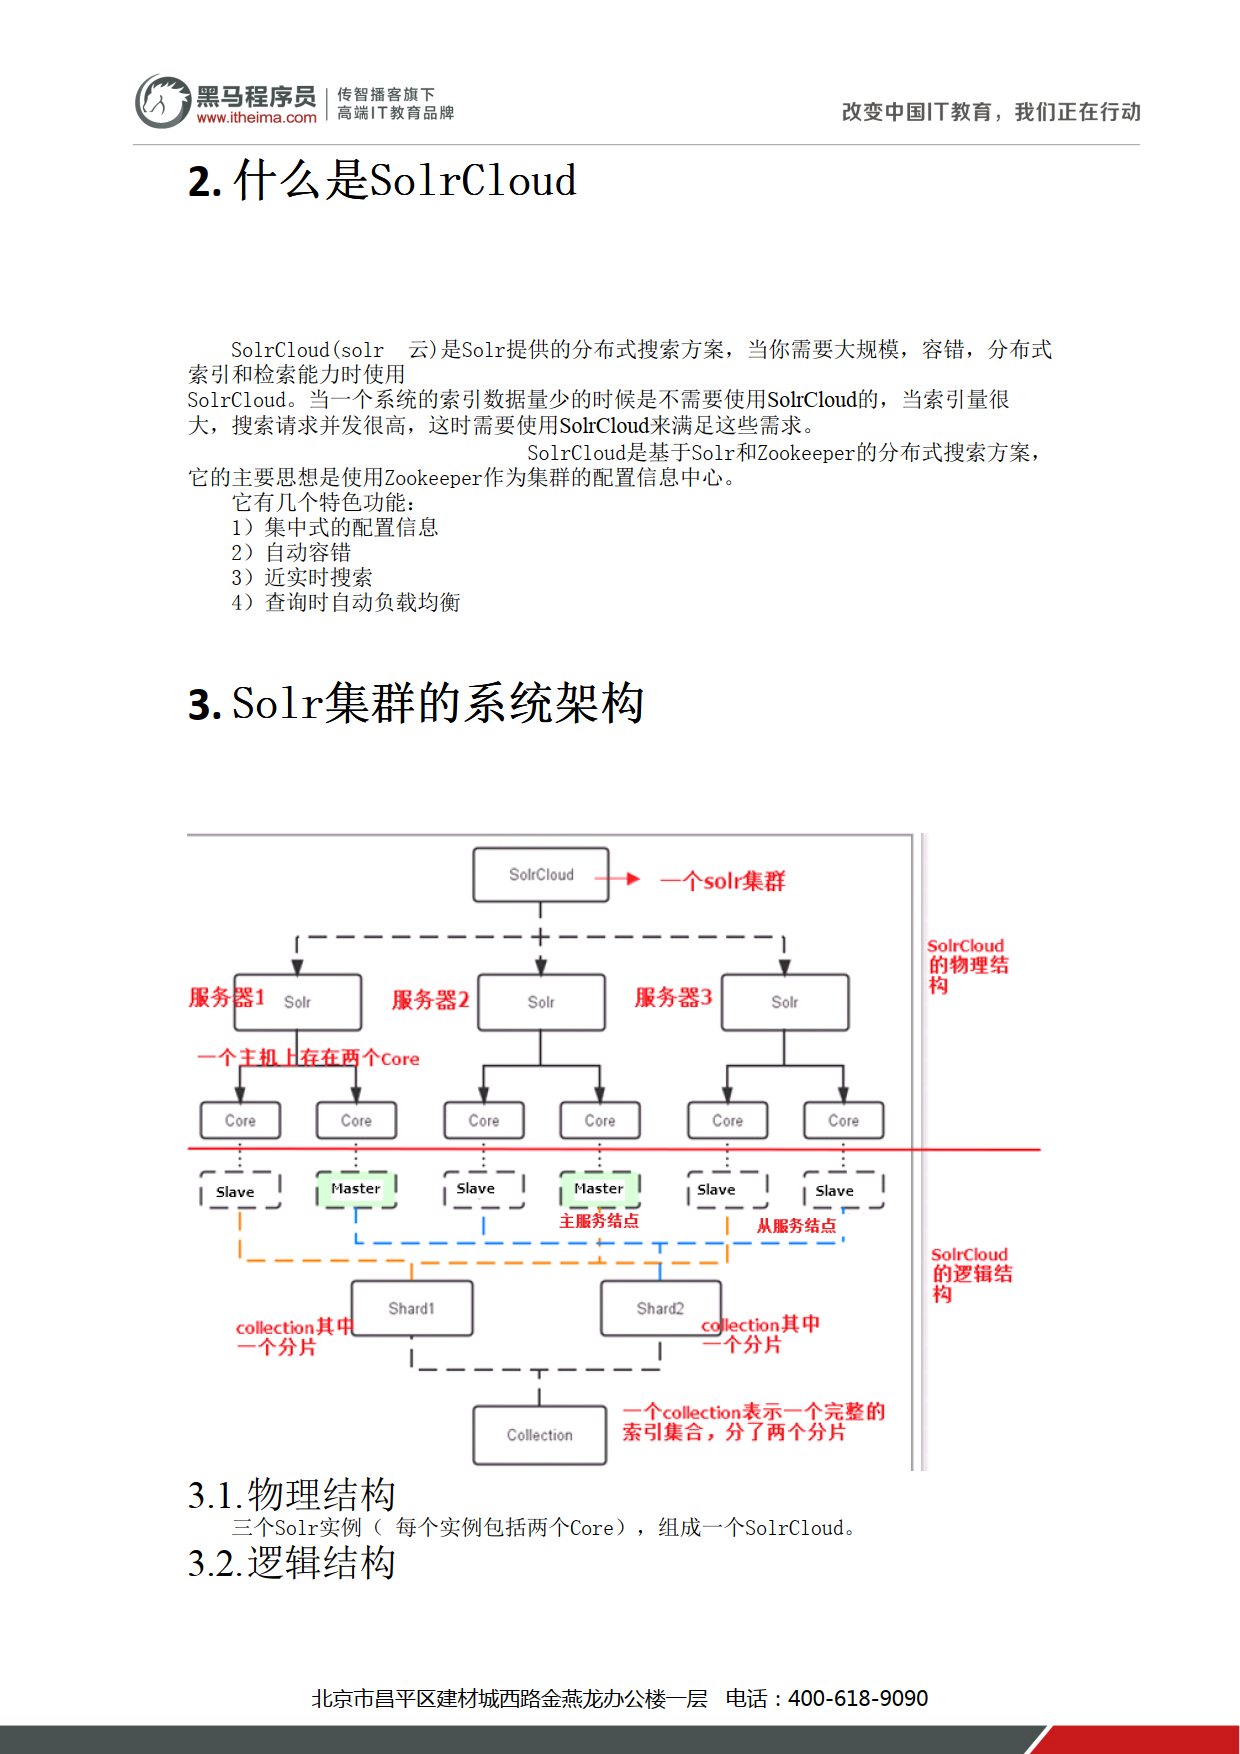 黑马程序员
www.itheima.com
传智播客旗下
高端IT教育品牌
改变中国IT教育，我们正在行动
2. 什么是SolrCloud
SolrCloud(solr 云)是Solr提供的分布式搜索方案，当你需要大规模，容错，分布式
索引和检索能力时使用
SolrCloud。当一个系统的索引数据量少的时候是不需要使用SolrCloud的，当索引量很
大，搜索请求并发很高，这时需要使用SolrCloud来满足这些需求。
SolrCloud是基于Solr和Zookeeper的分布式搜索方案，
它的主要思想是使用Zookeeper作为集群的配置信息中心。
它有几个特色功能：
1）集中式的配置信息
2）自动容错
3）近实时搜索
4）查询时自动负载均衡
3. Solr集群的系统架构
SolrCloud
一个solr集群
SolrCloud
的物理结
构
服务器1
Solr
服务器2
Solr
服务器3
Solr
一个主机上存在两个Core
Core
Core
Core
Core
Core
Core
Slave
Master
Slave
Master
Slave
Slave
主服务结点
从服务结点
SolrCloud
的逻辑结
构
Shard1
Shard2
collection其中
一个分片
collection其中
一个分片
Collection
一个collection表示一个完整的
索引集合，分了两个分片
3.1. 物理结构
三个Solr实例（ 每个实例包括两个Core），组成一个SolrCloud。
3.2. 逻辑结构
北京市昌平区建材城西路金燕龙办公楼一层 电话：400-618-9090